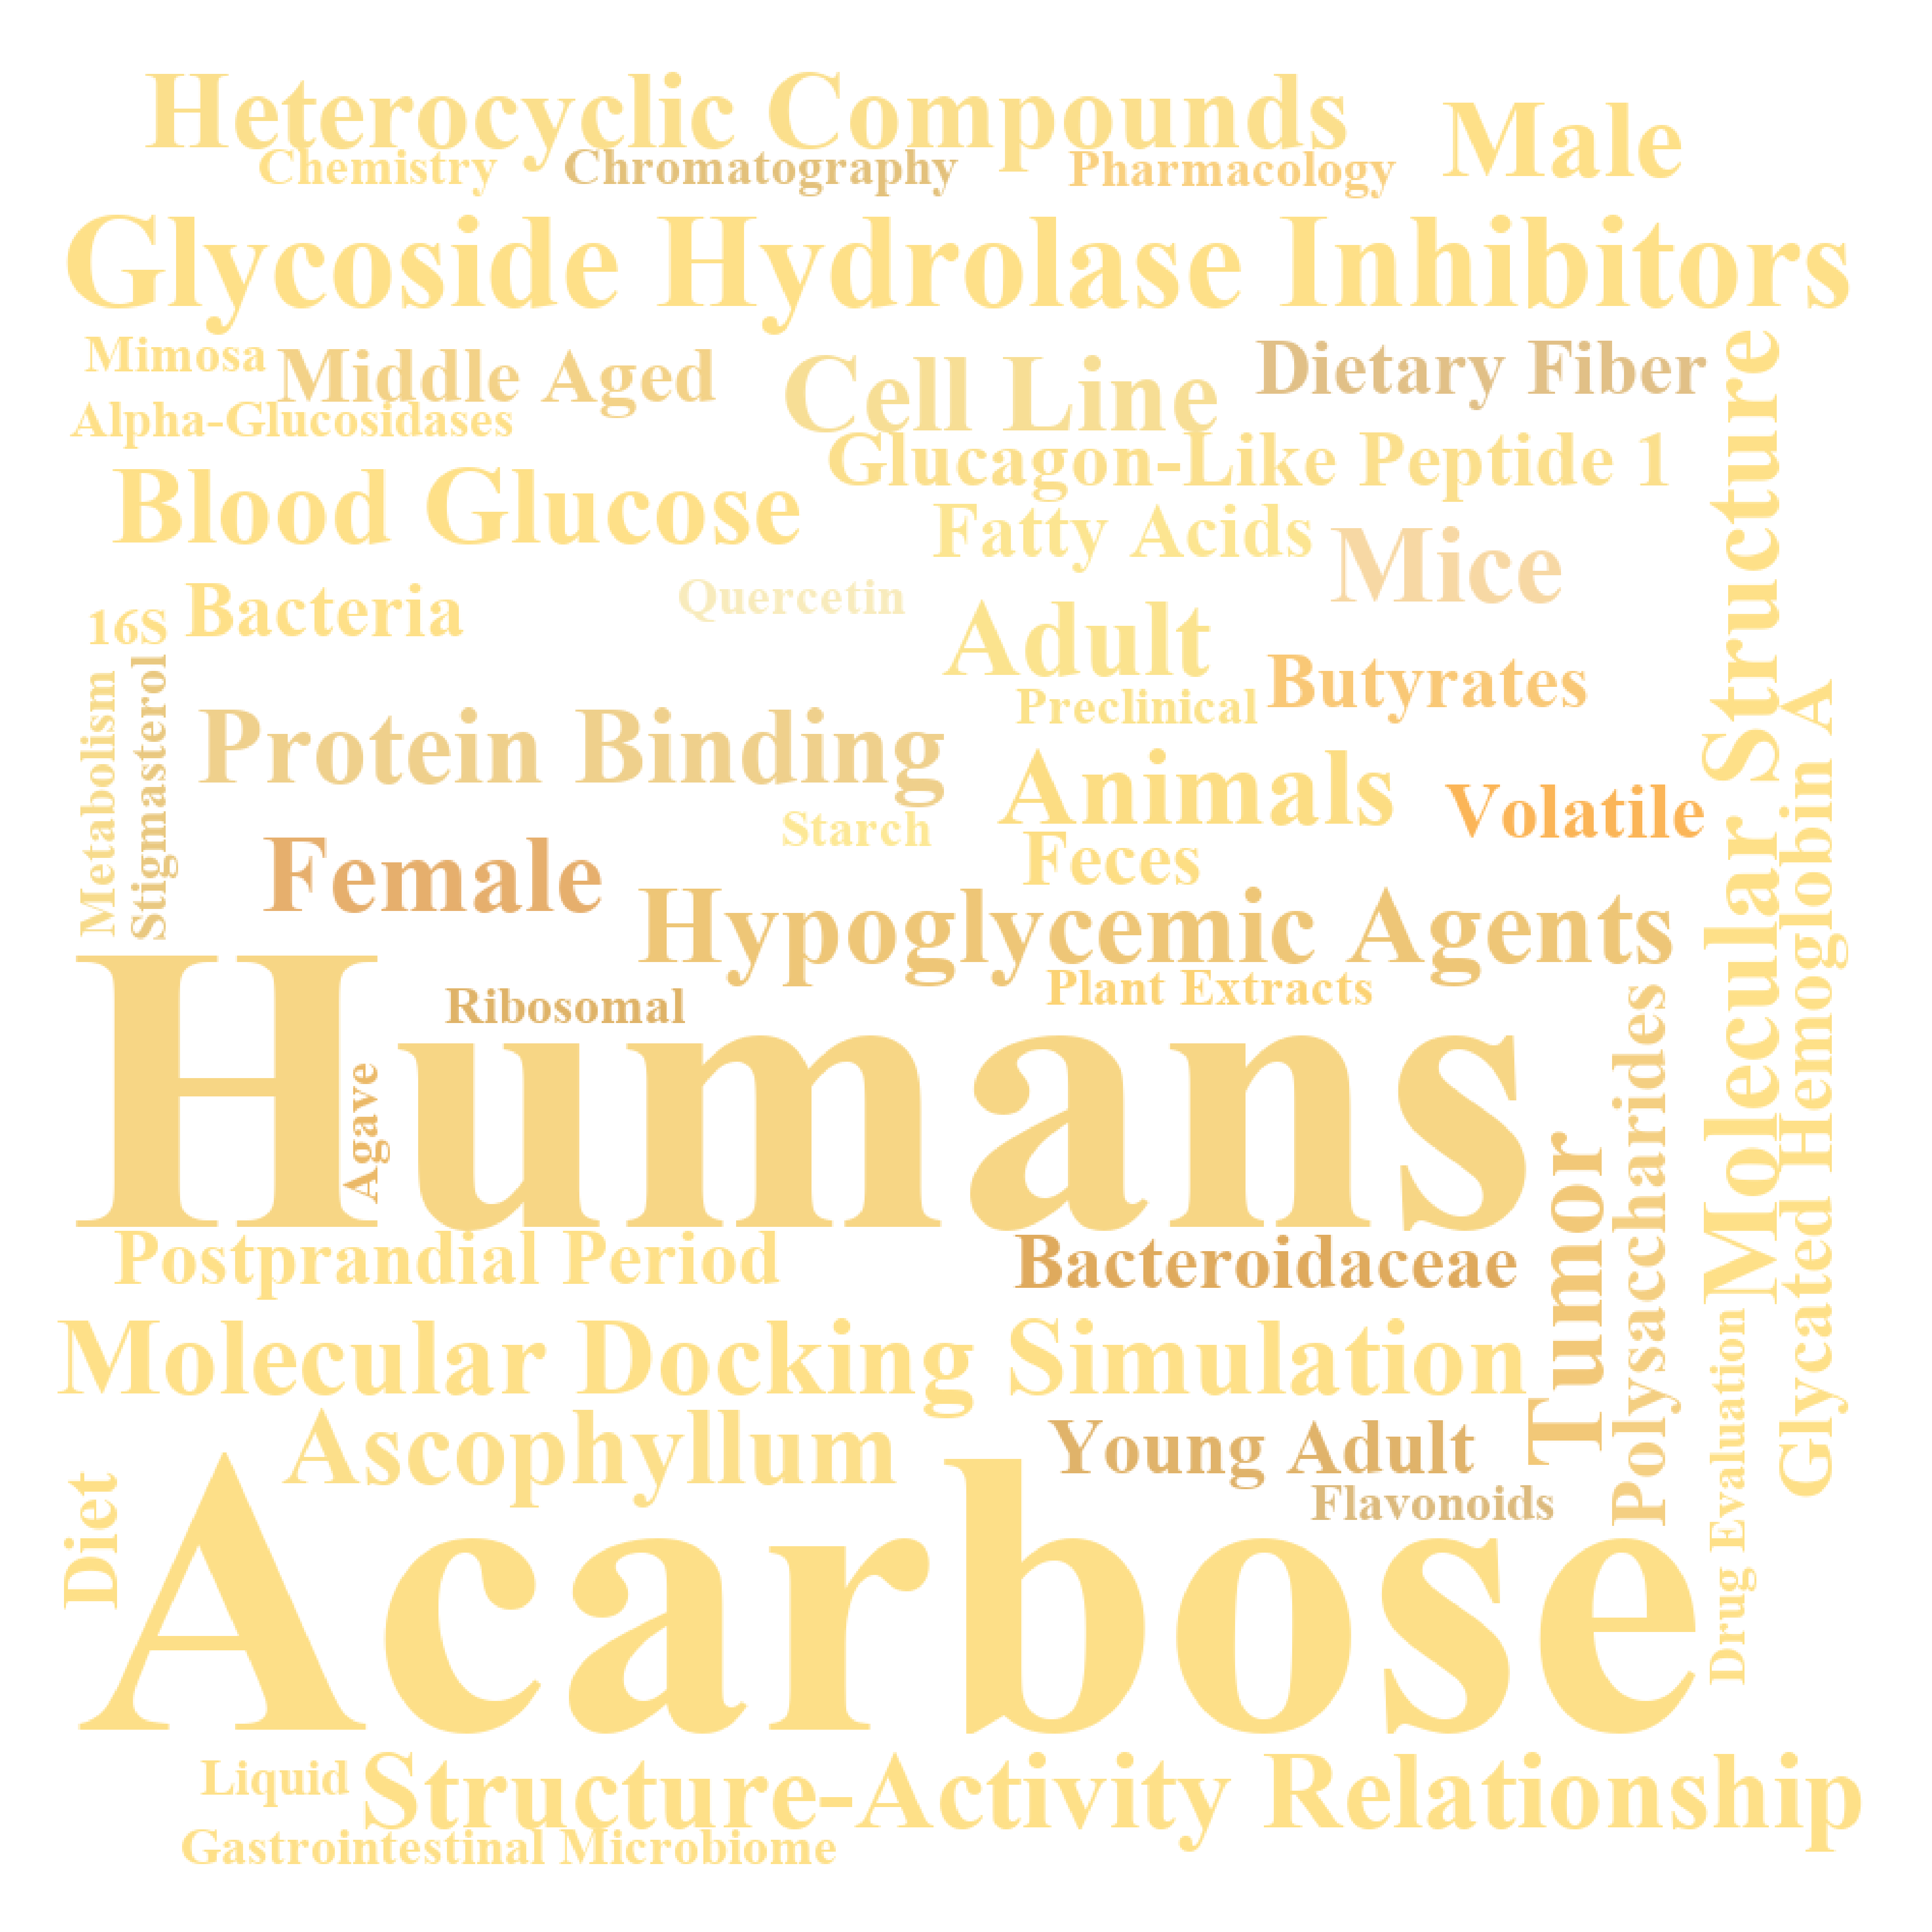 Heterocyclic Compounds
Male
Chemistry
Chromatography
Pharmacology
Glycoside Hydrolase Inhibitors
Mimosa
Middle Aged
Cell Line
Dietary Fiber
Alpha-Glucosidases
Glucagon-Like Peptide 1
Blood Glucose
Fatty Acids
Mice
Molecular Structure
Bacteria
Quercetin
16S
Adult
Butyrates
Preclinical
Metabolism
Stigmasterol
Protein Binding
Animals
Volatile
Starch
Feces
Female
Hypoglycemic Agents
Glycated Hemoglobin A
Plant Extracts
Ribosomal
Humans
Agave
Polysaccharides
Tumor
Postprandial Period
Bacteroidaceae
Molecular Docking Simulation
Ascophyllum
Young Adult
Drug Evaluation
Flavonoids
Diet
Acarbose
Liquid
Structure-Activity Relationship
Gastrointestinal Microbiome